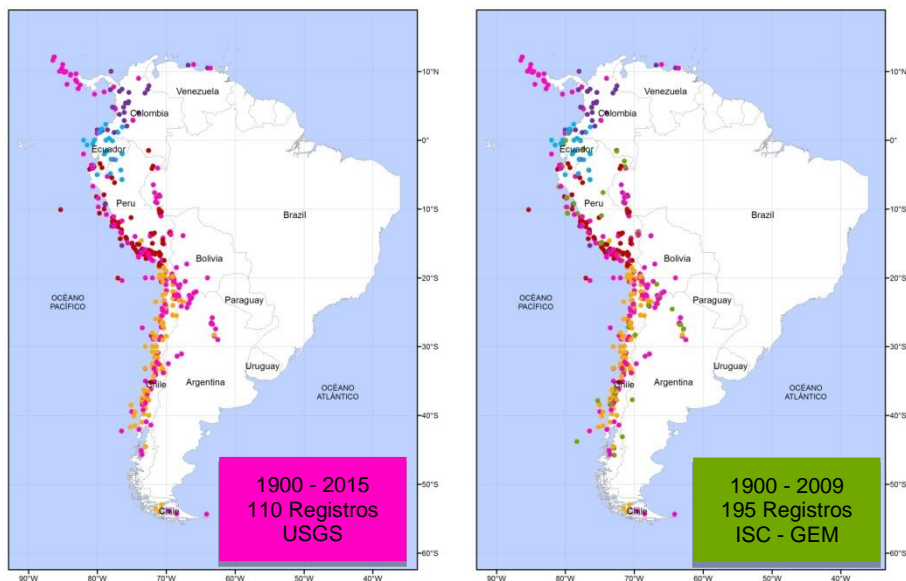 10°N
0°
10°S
20°S
30°S
40°S
50°S
60°S
90°W
80°W
70°W
60°W
50°W
40°W
Venezuela
Colombia
Ecuador
Peru
Brazil
Bolivia
Paraguay
Uruguay
Argentina
Chile
Chile
OCÉANO
PACÍFICO
OCÉANO
ATLÁNTICO
1900 - 2015
110 Registros
USGS
10°N
0°
10°S
20°S
30°S
40°S
50°S
60°S
90°W
80°W
70°W
60°W
50°W
40°W
Venezuela
Colombia
Ecuador
Peru
Brazil
Bolivia
Paraguay
Uruguay
Argentina
Chile
Chile
OCÉANO
PACÍFICO
OCÉANO
ATLÁNTICO
1900 - 2009
195 Registros
ISC - GEM